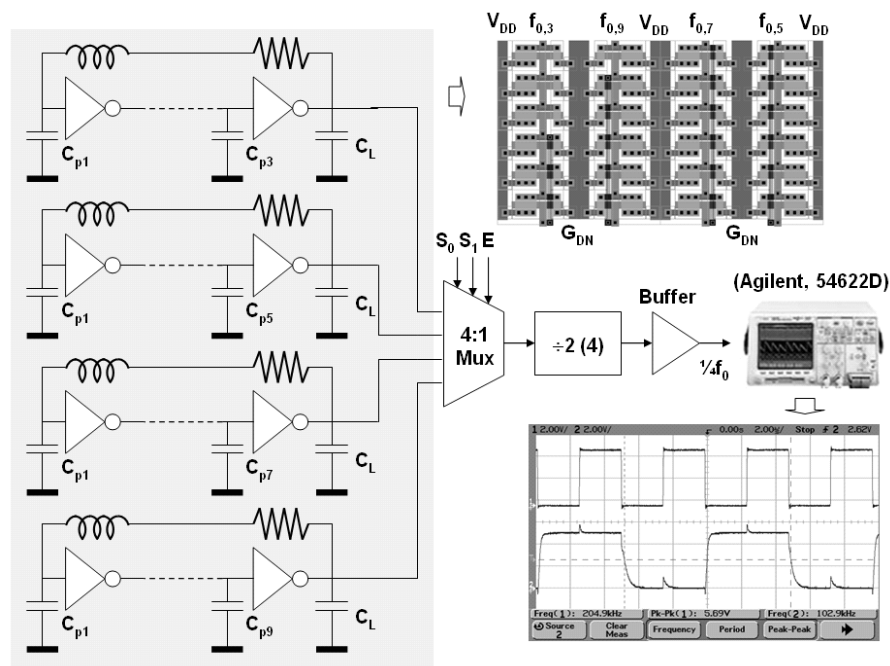 V_DD f_0,3 f_0,9 V_DD f_0,7 f_0,5 V_DD
G_DN G_DN
C_p1 C_p3 C_L
C_p1 C_p5 C_L
C_p1 C_p7 C_L
C_p1 C_p9 C_L
S_0 S_1 E
4:1
Mux
÷2 (4)
Buffer
¼f_0
(Agilent, 54622D)
1 2.00V/ 2 2.00V/ 0.00s 2.00µs/ Stop 2 2.62V
Freq(1): 204.9kHz Pk-Pk(1): 5.69V Freq(2): 102.9kHz
Source
2
Clear
Meas
Frequency
Period
Peak-Peak